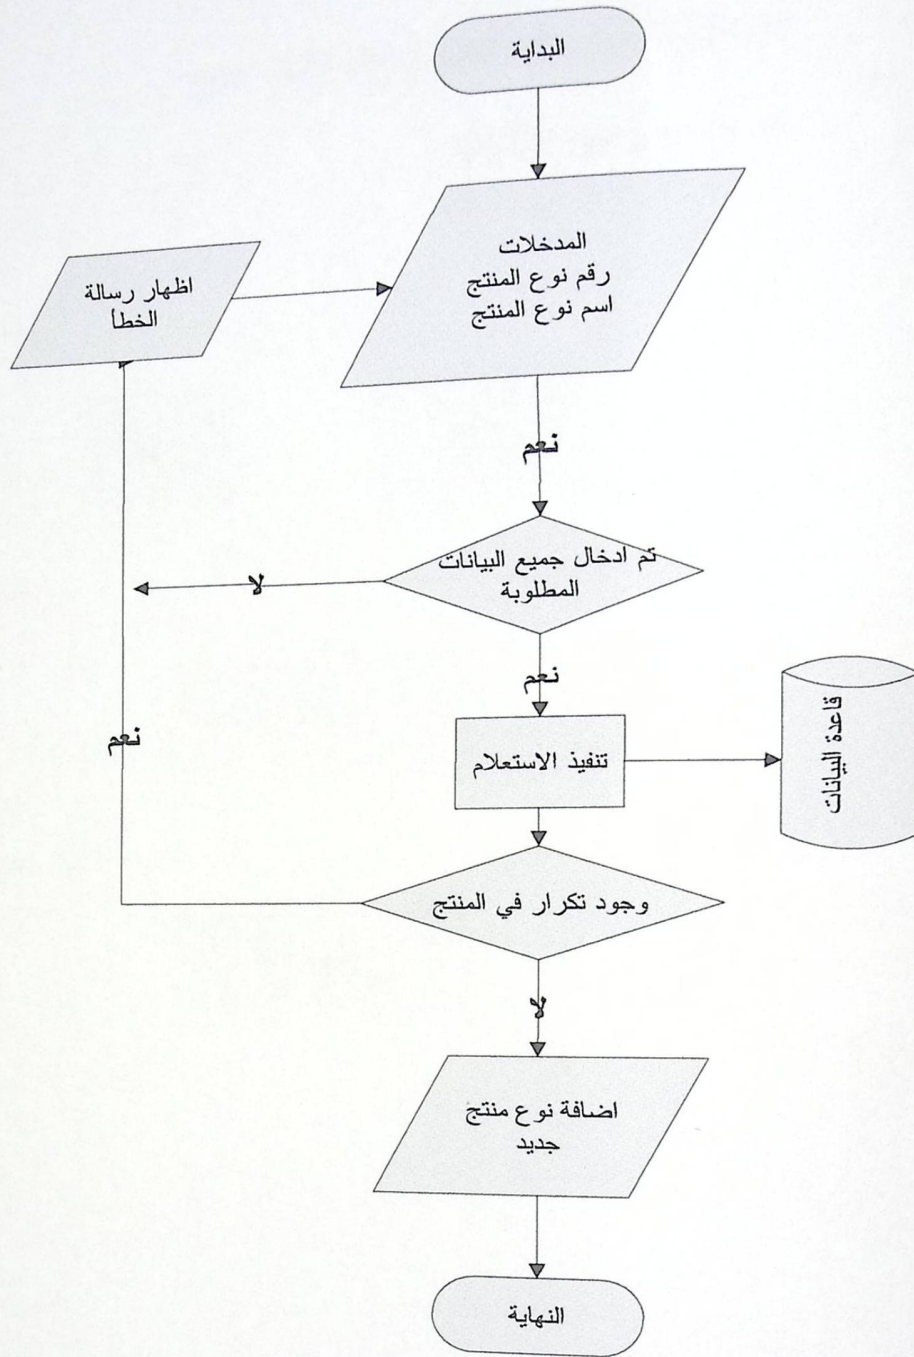 البداية
المدخلات
رقم نوع المنتج
اسم نوع المنتج
اظهار رسالة
الخطأ
نعم
تم ادخال جميع البيانات
المطلوبة
لا
نعم
تنفيذ الاستعلام
قاعدة البيانات
نعم
وجود تكرار في المنتج
لا
اضافة نوع منتج
جديد
النهاية